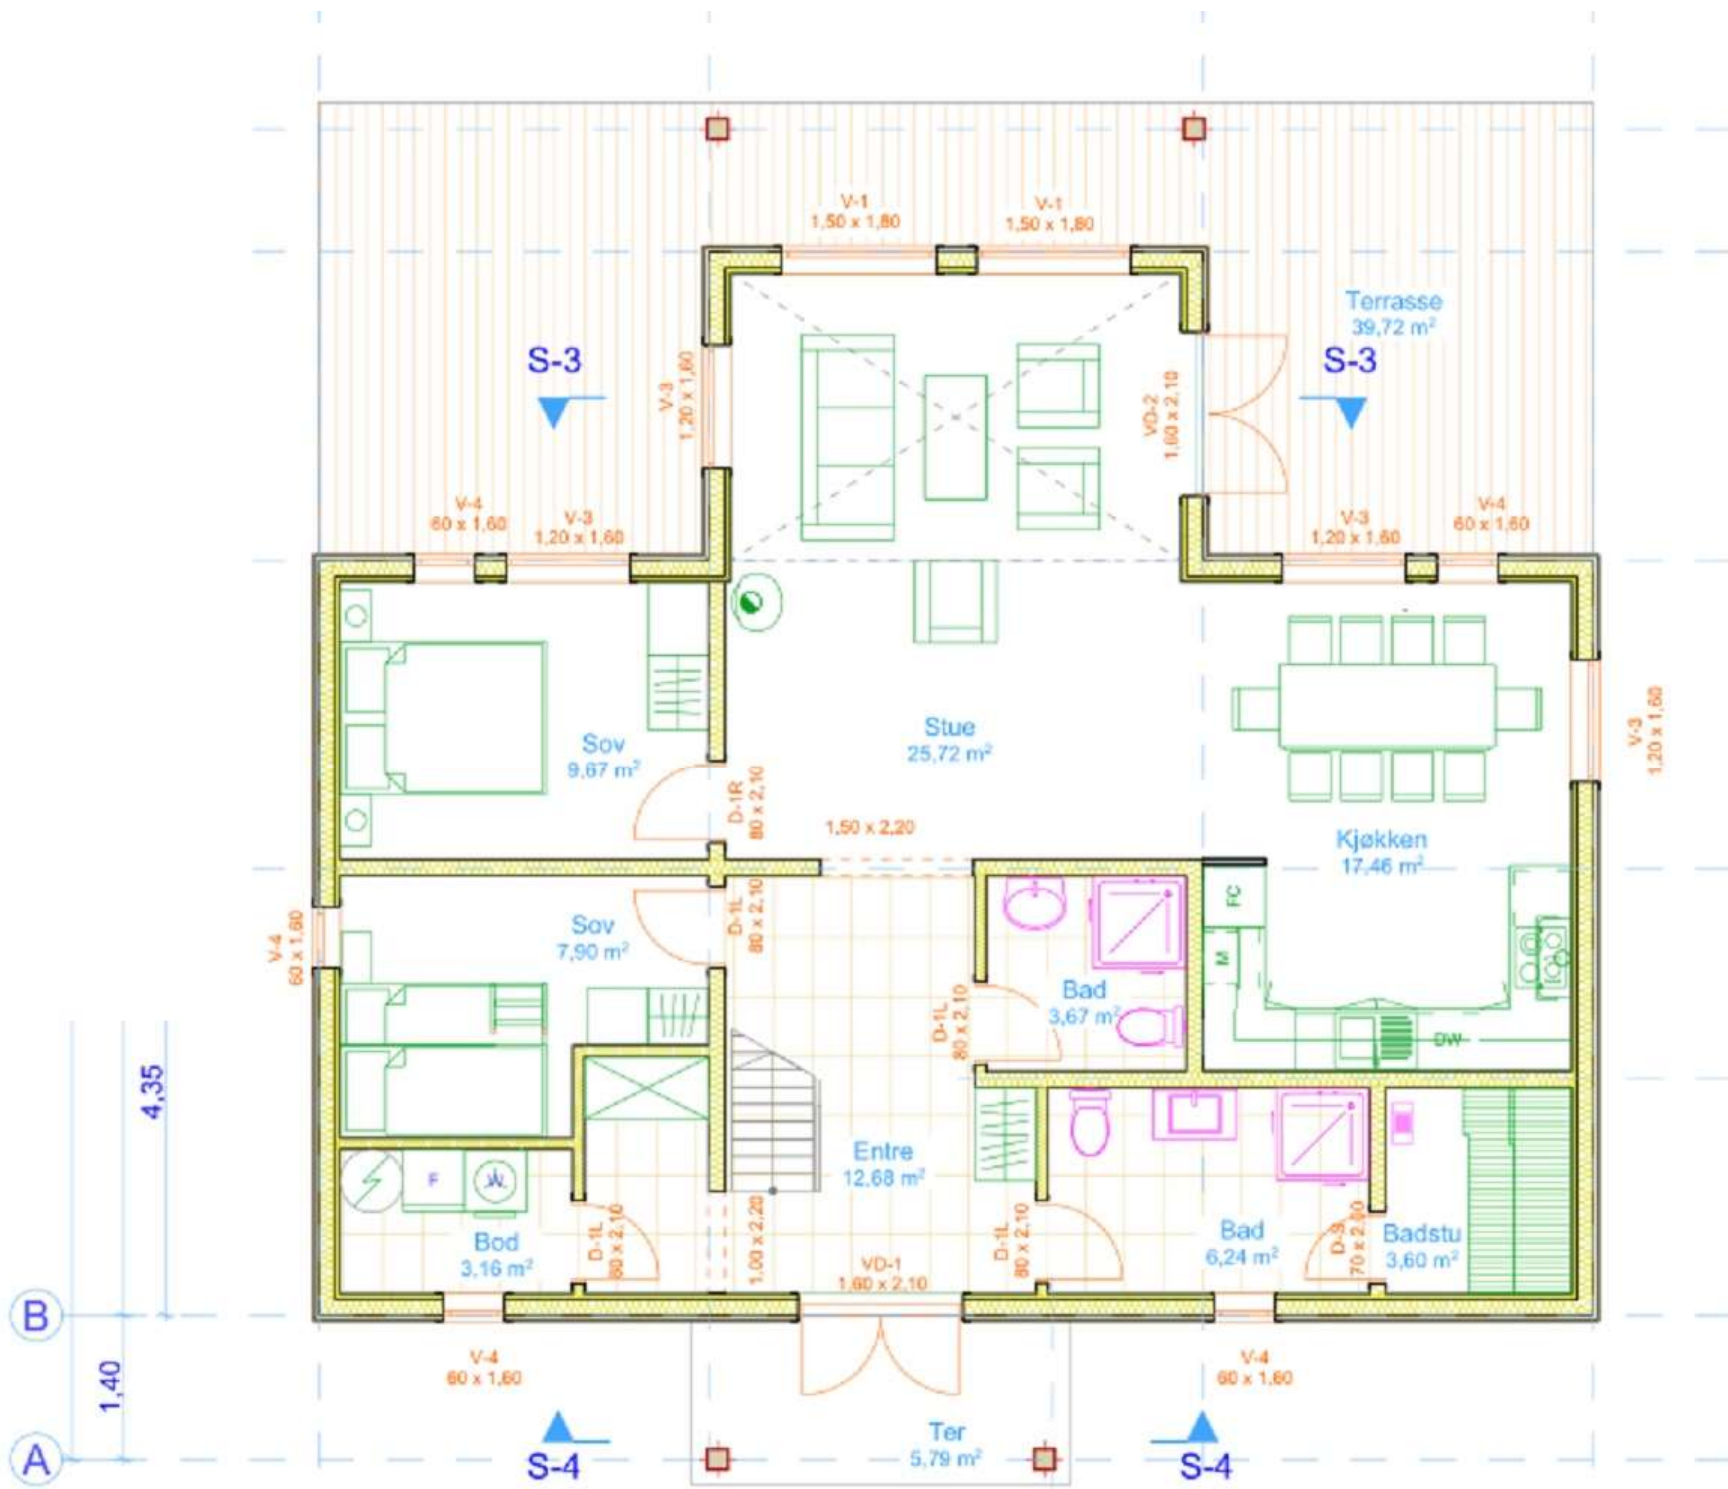 V-1
1,50 x 1,80
V-1
1,50 x 1,80
Terrasse
39,72 m²
S-3
S-3
V-3
1,20 x 1,60
VD-2
1,60 x 2,10
V-4
60 x 1,60
V-3
1,20 x 1,60
V-3
1,20 x 1,60
V-4
60 x 1,60
Sov
9,67 m²
Stue
25,72 m²
V-3
1,20 x 1,60
D-1R
80 x 2,10
1,50 x 2,20
Kjøkken
17,46 m²
V-4
60 x 1,60
Sov
7,90 m²
D-1L
80 x 2,10
FC
M
Bad
3,67 m²
D-1L
80 x 2,10
DW
4,35
Entre
12,68 m²
F
W
Bod
3,16 m²
D-1L
80 x 2,10
1,00 x 2,20
VD-1
1,60 x 2,10
D-1L
80 x 2,10
Bad
6,24 m²
D-S
70 x 2,00
Badstu
3,60 m²
B
1,40
V-4
60 x 1,60
V-4
60 x 1,60
Ter
5,79 m²
A
S-4
S-4